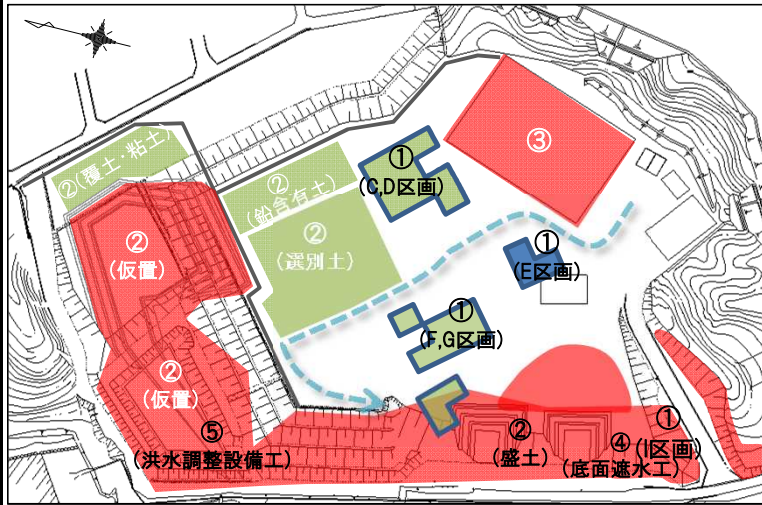 ②(覆土・粘土)
②
(鉛含有土)
①
(C,D区画)
③
②
(仮置)
②
(選別土)
①
(E区画)
①
(F,G区画)
②
(仮置)
⑤
(洪水調整設備工)
②
(盛土)
①
④(I区画)
(底面遮水工)